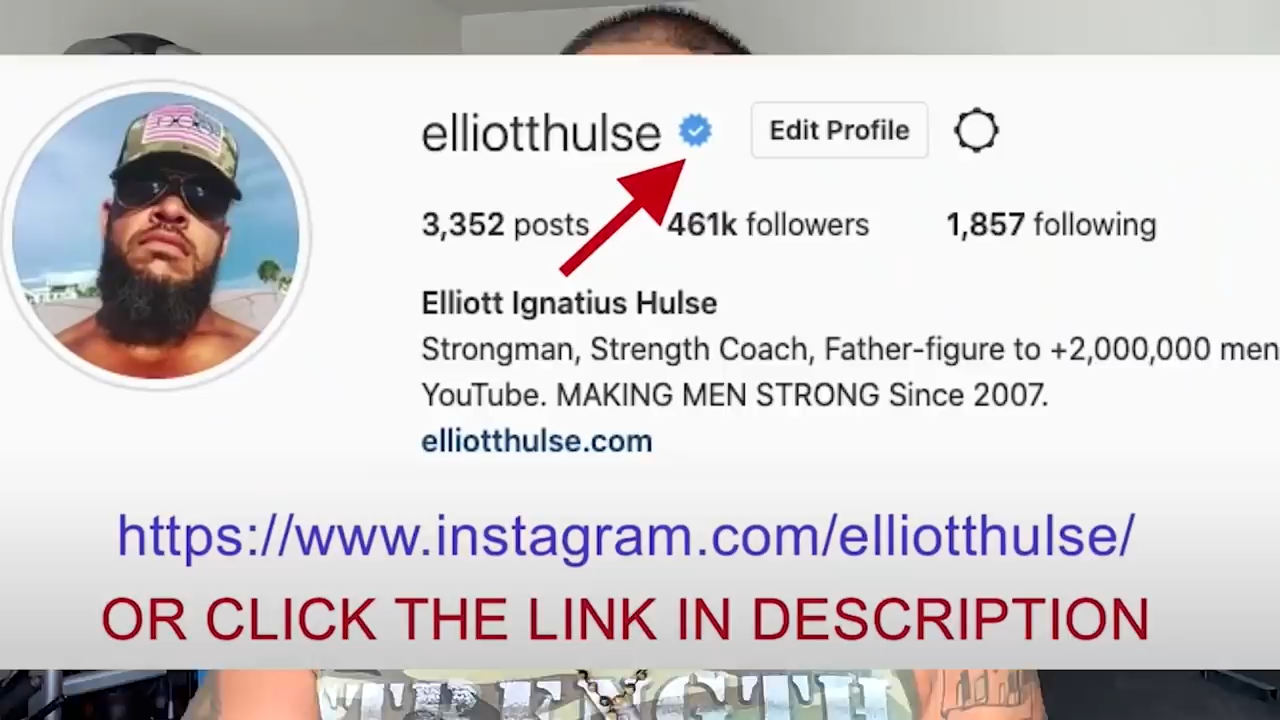 elliotthulse Edit Profile
3,352 posts 461k followers 1,857 following
Elliott Ignatius Hulse
Strongman, Strength Coach, Father-figure to +2,000,000 men
YouTube. MAKING MEN STRONG Since 2007.
elliotthulse.com
https://www.instagram.com/elliotthulse/
OR CLICK THE LINK IN DESCRIPTION